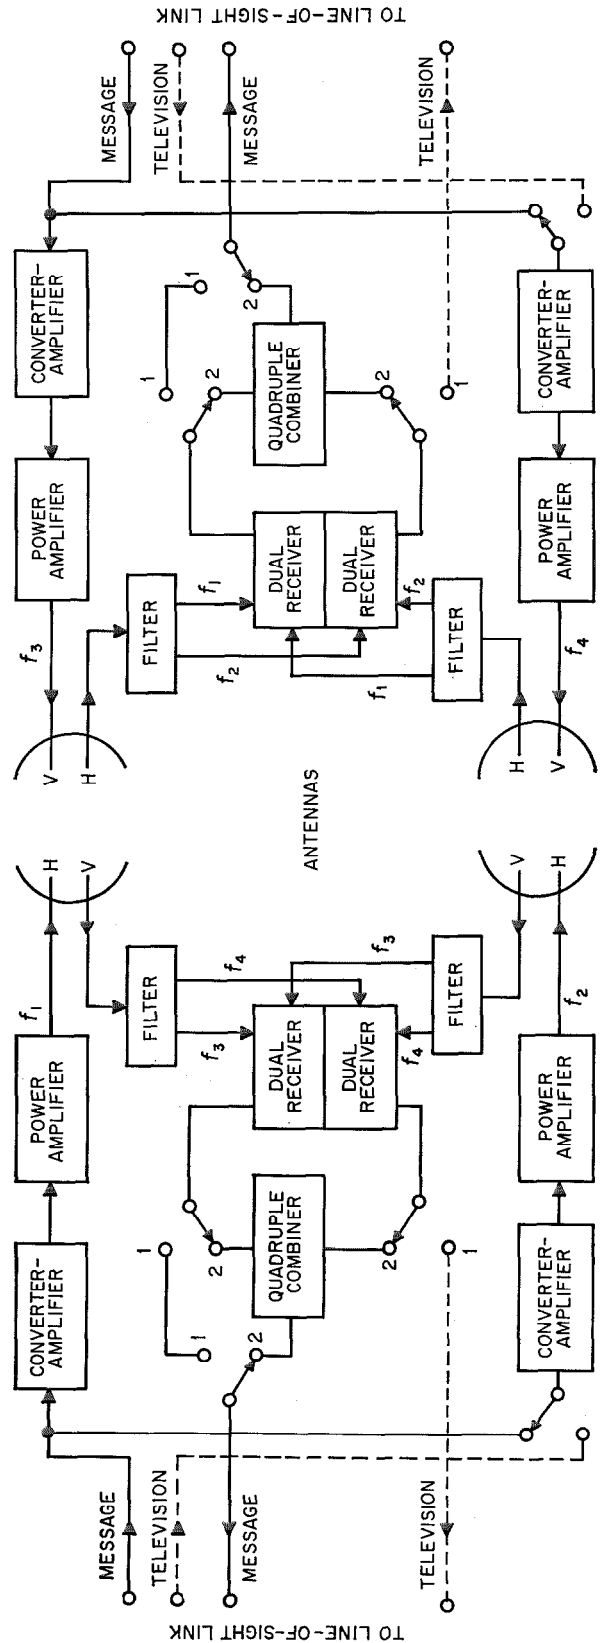 TO LINE-OF-SIGHT LINK
MESSAGE
TELEVISION
MESSAGE
TELEVISION
CONVERTER-
AMPLIFIER
1
2
1
2
QUADRUPLE
COMBINER
2
1
CONVERTER-
AMPLIFIER
POWER
AMPLIFIER
f3
FILTER
f1
f2
DUAL
RECEIVER
DUAL
RECEIVER
f2
f1
FILTER
POWER
AMPLIFIER
f4
V
H
H
V
ANTENNAS
H
V
V
H
f1
FILTER
f4
f3
DUAL
RECEIVER
DUAL
RECEIVER
f3
f4
FILTER
f2
POWER
AMPLIFIER
POWER
AMPLIFIER
1
2
QUADRUPLE
COMBINER
2
1
1
2
CONVERTER-
AMPLIFIER
CONVERTER-
AMPLIFIER
MESSAGE
TELEVISION
MESSAGE
TELEVISION
TO LINE-OF-SIGHT LINK